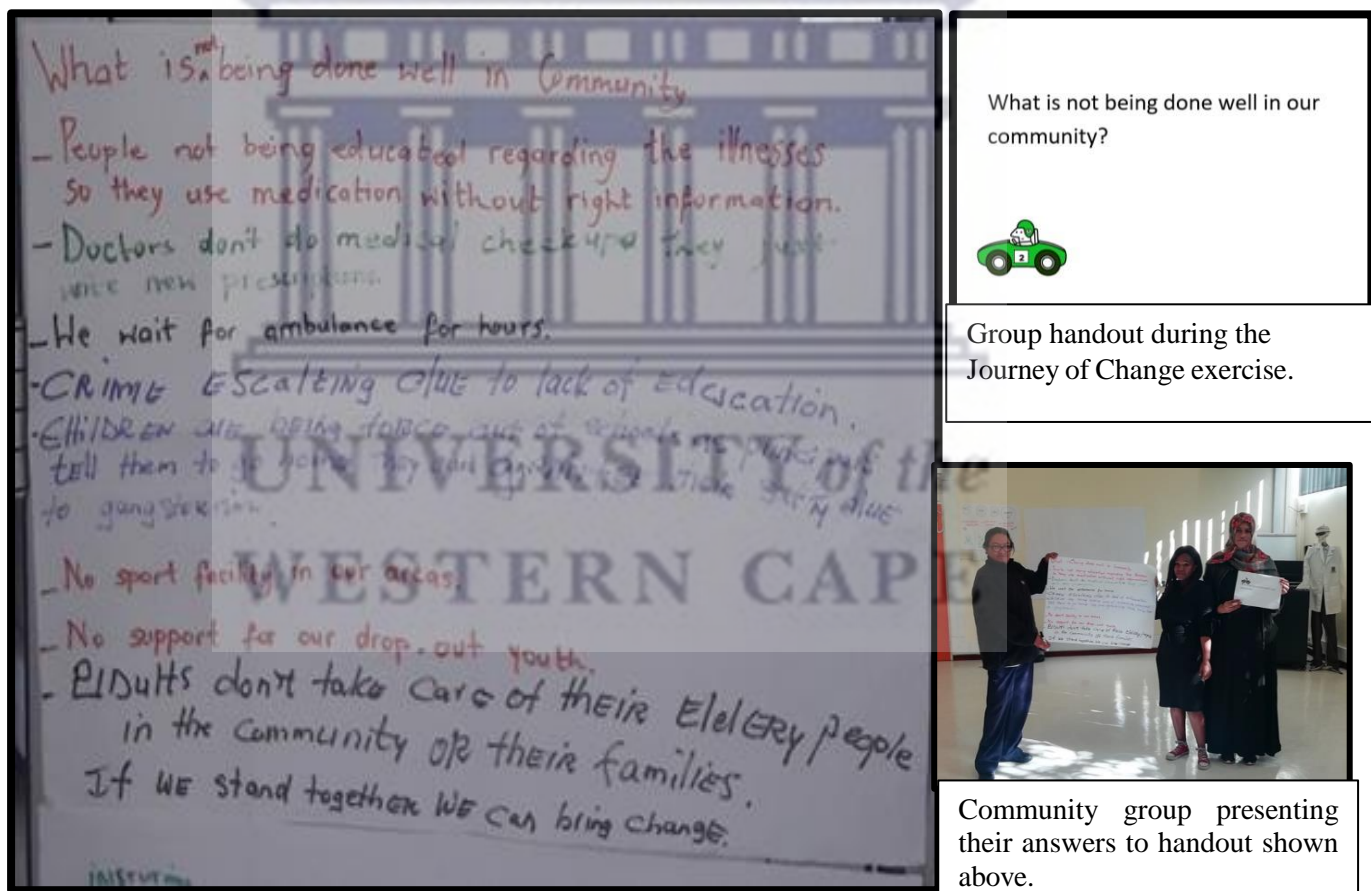 What is not being done well in Community
- People not being educated regarding the illnesses
so they use medication without right information.
- Doctors don't do medical checkups they just
new prescriptions.
- We wait for ambulance for hours.
- CRIME ESCALTING due to lack of Education.
- CHILDREN are BEING force out of schools
tell them to go
to gangsterism.
- No sport facility in our areas.
- No support for our drop-out youth.
- ADults don't take Care of thEIR ElDERy people
in the Community OR theIR families.
If WE stand together WE Can bring change.
UNIVERSITY of the
WESTERN CAPE
What is not being done well in our
community?
2
Group handout during the
Journey of Change exercise.
Community group presenting
their answers to handout shown
above.